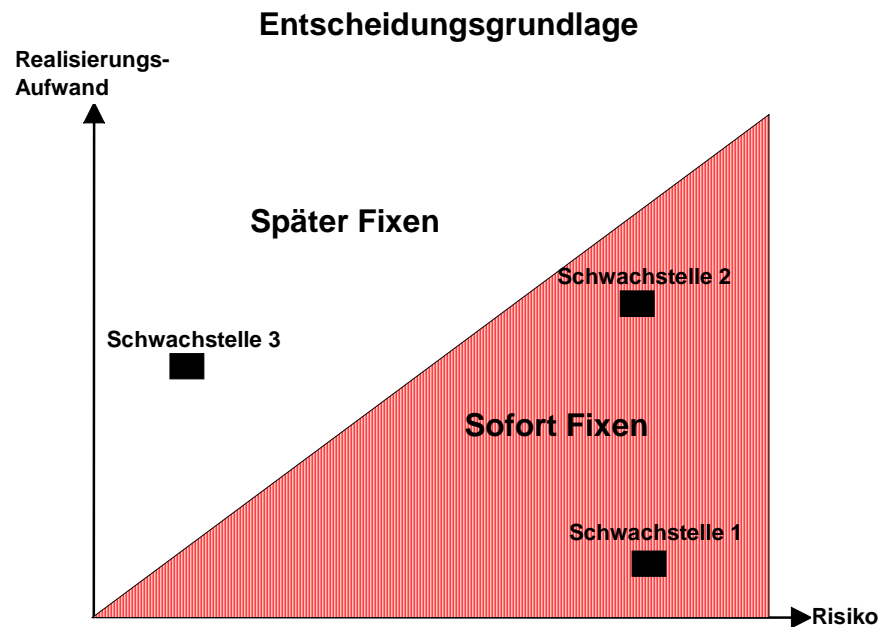 Entscheidungsgrundlage
Realisierungs-
Aufwand
Später Fixen
Schwachstelle 2
Schwachstelle 3
Sofort Fixen
Schwachstelle 1
Risiko